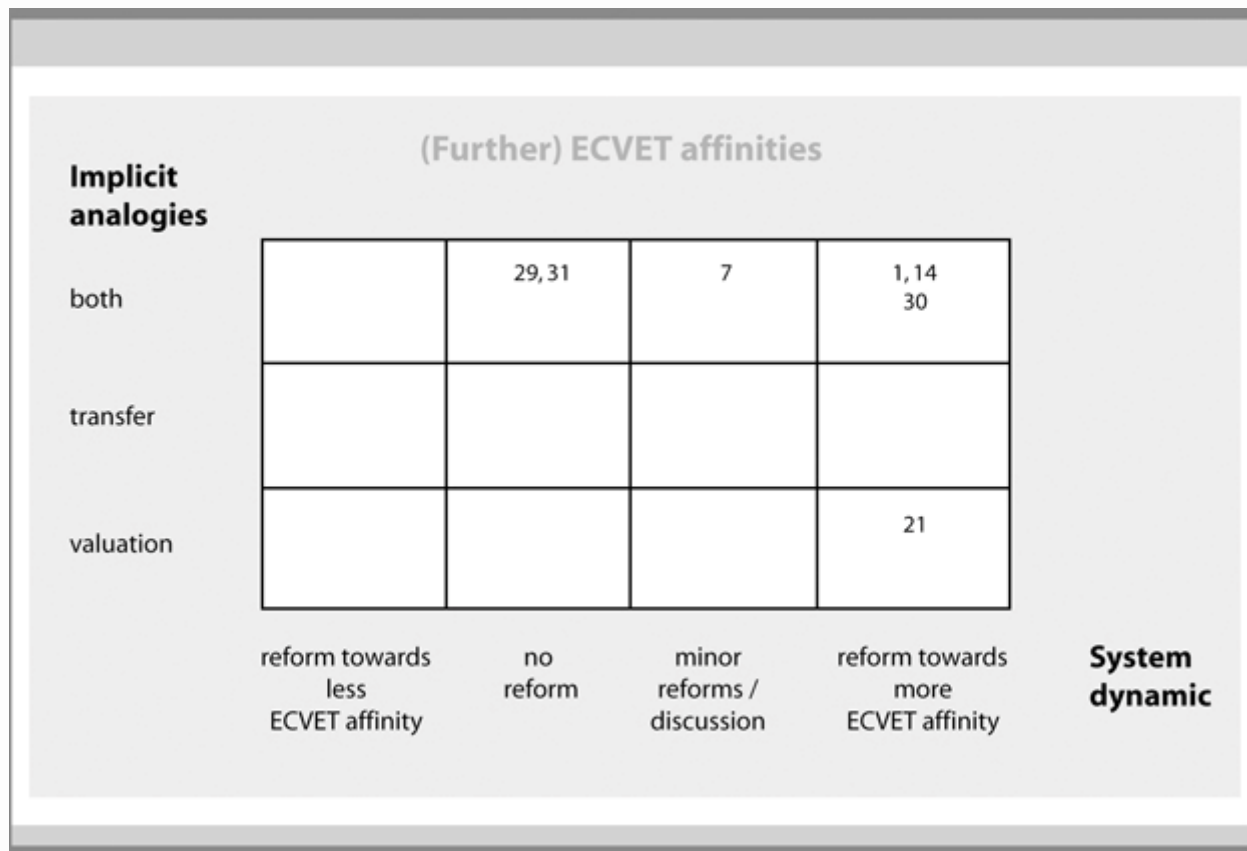 (Further) ECVET affinities
Implicit
analogies
both
29, 31
7
1, 14
30
transfer
valuation
21
reform towards
less
ECVET affinity
no
reform
minor
reforms /
discussion
reform towards
more
ECVET affinity
System
dynamic